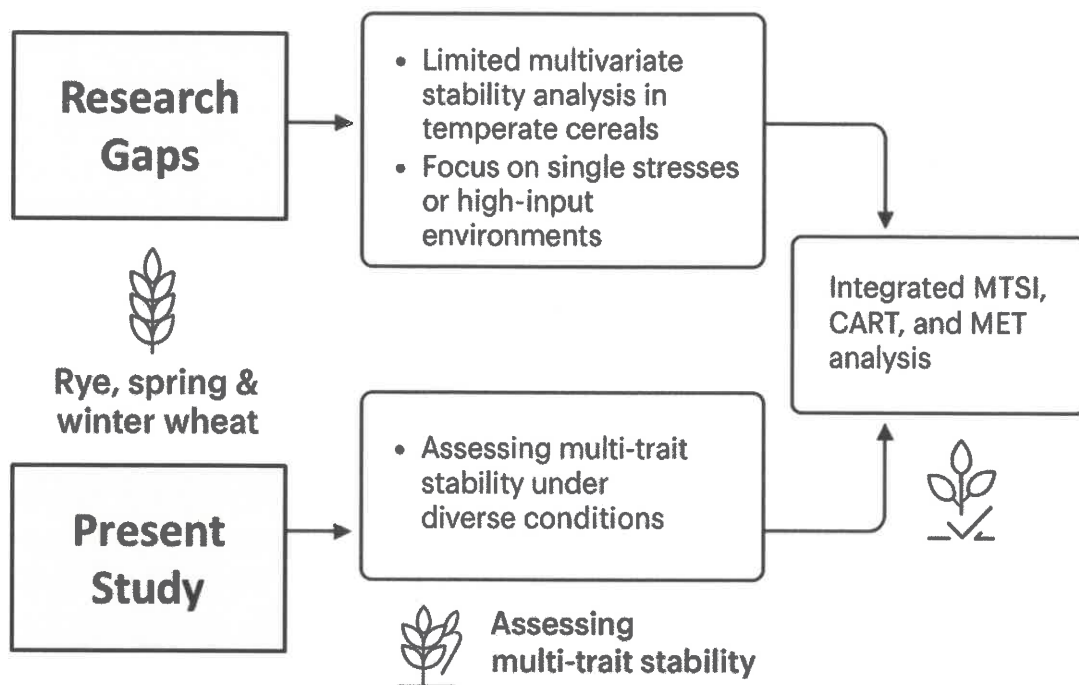 Research
Gaps
• Limited multivariate
stability analysis in
temperate cereals
• Focus on single stresses
or high-input
environments
Integrated MTSI,
CART, and MET
analysis
Rye, spring &
winter wheat
Present
Study
• Assessing multi-trait
stability under
diverse conditions
Assessing
multi-trait stability